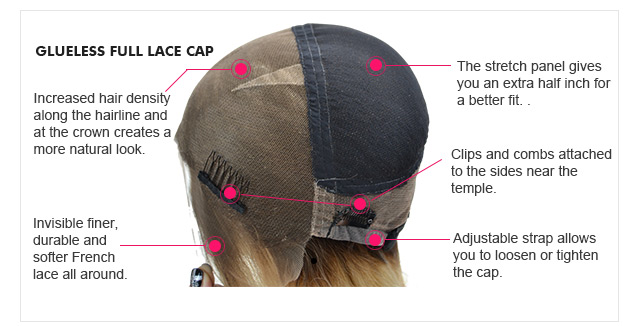 GLUELESS FULL LACE CAP
Increased hair density
along the hairline and
at the crown creates a
more natural look.
Invisible finer,
durable and
softer French
lace all around.
The stretch panel gives
you an extra half inch for
a better fit. .
Clips and combs attached
to the sides near the
temple.
Adjustable strap allows
you to loosen or tighten
the cap.